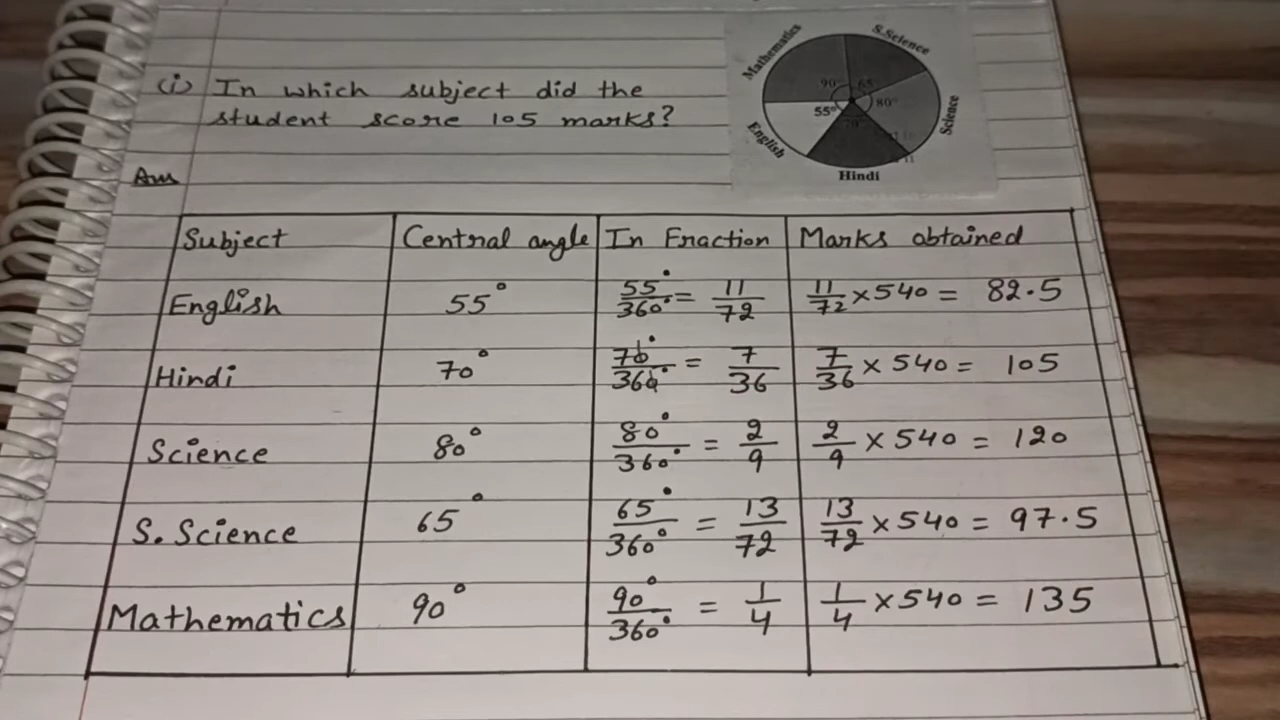 (i) In which subject did the
student score 105 marks?
Mathematics
S.Science
90° 65
80°
55°
70°
Science
English
Hindi
Ans
Subject Central angle In Fraction Marks obtained
English 55° 55°/360° = 11/72 11/72 × 540 = 82.5
Hindi 70° 70°/360° = 7/36 7/36 × 540 = 105
Science 80° 80°/360° = 2/9 2/9 × 540 = 120
S. Science 65° 65°/360° = 13/72 13/72 × 540 = 97.5
Mathematics 90° 90°/360° = 1/4 1/4 × 540 = 135